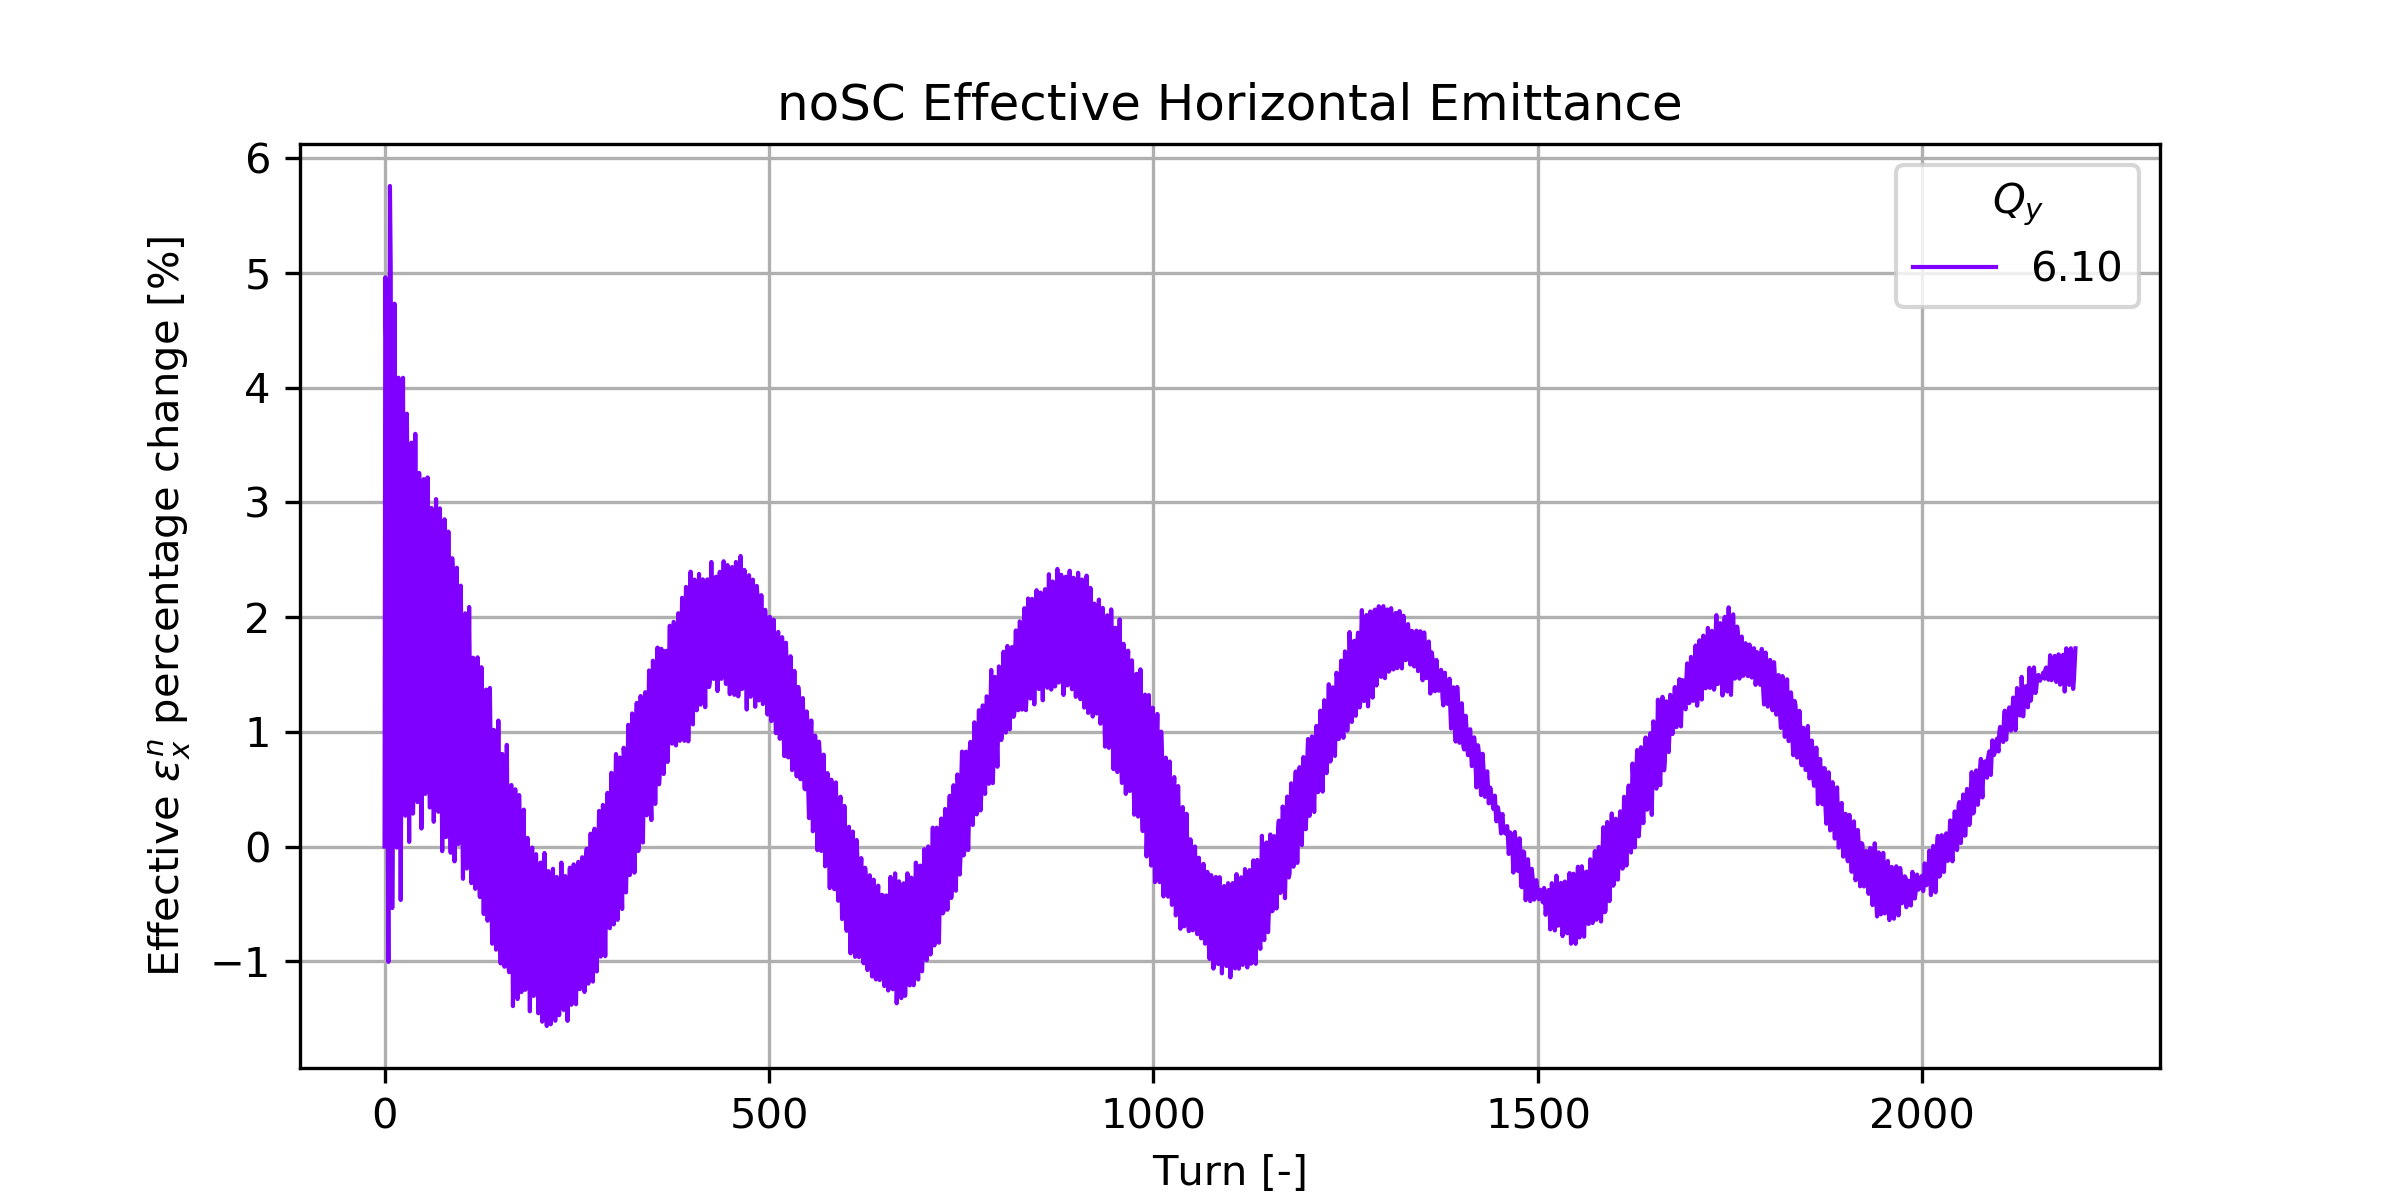 noSC Effective Horizontal Emittance
Effective εₓⁿ percentage change [%]
6
5
4
3
2
1
0
−1
Q_y
6.10
0 500 1000 1500 2000
Turn [-]